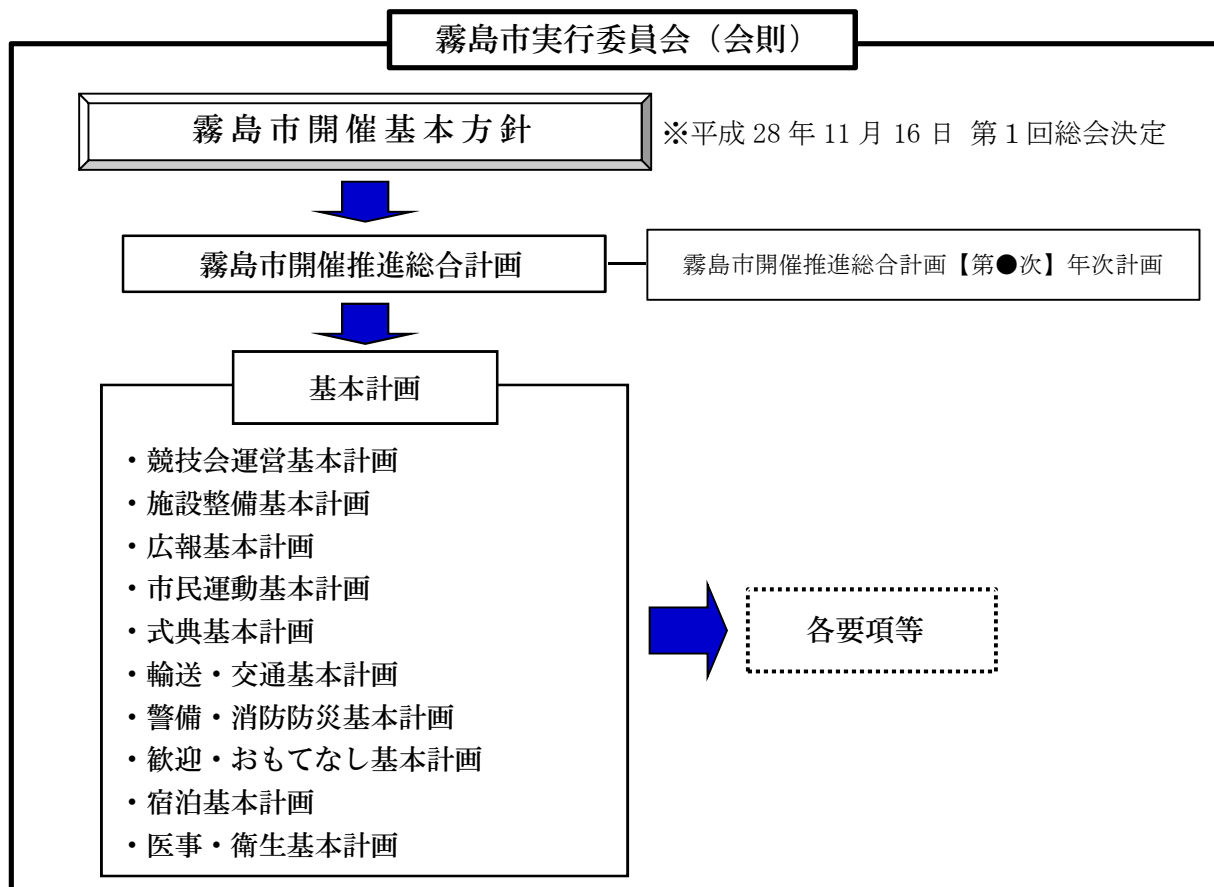 霧島市実行委員会（会則）
霧島市開催基本方針
※平成 28 年 11 月 16 日 第１回総会決定
霧島市開催推進総合計画
霧島市開催推進総合計画【第●次】年次計画
基本計画
・競技会運営基本計画
・施設整備基本計画
・広報基本計画
・市民運動基本計画
・式典基本計画
・輸送・交通基本計画
・警備・消防防災基本計画
・歓迎・おもてなし基本計画
・宿泊基本計画
・医事・衛生基本計画
各要項等